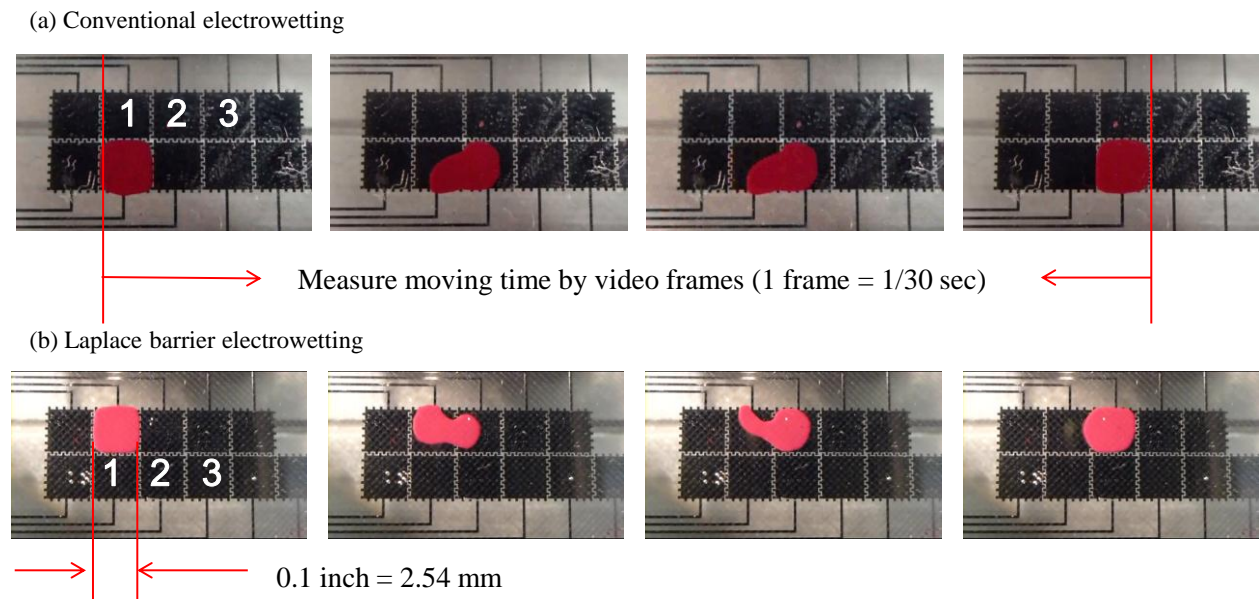 (a) Conventional electrowetting
1 2 3
Measure moving time by video frames (1 frame = 1/30 sec)
(b) Laplace barrier electrowetting
1 2 3
0.1 inch = 2.54 mm